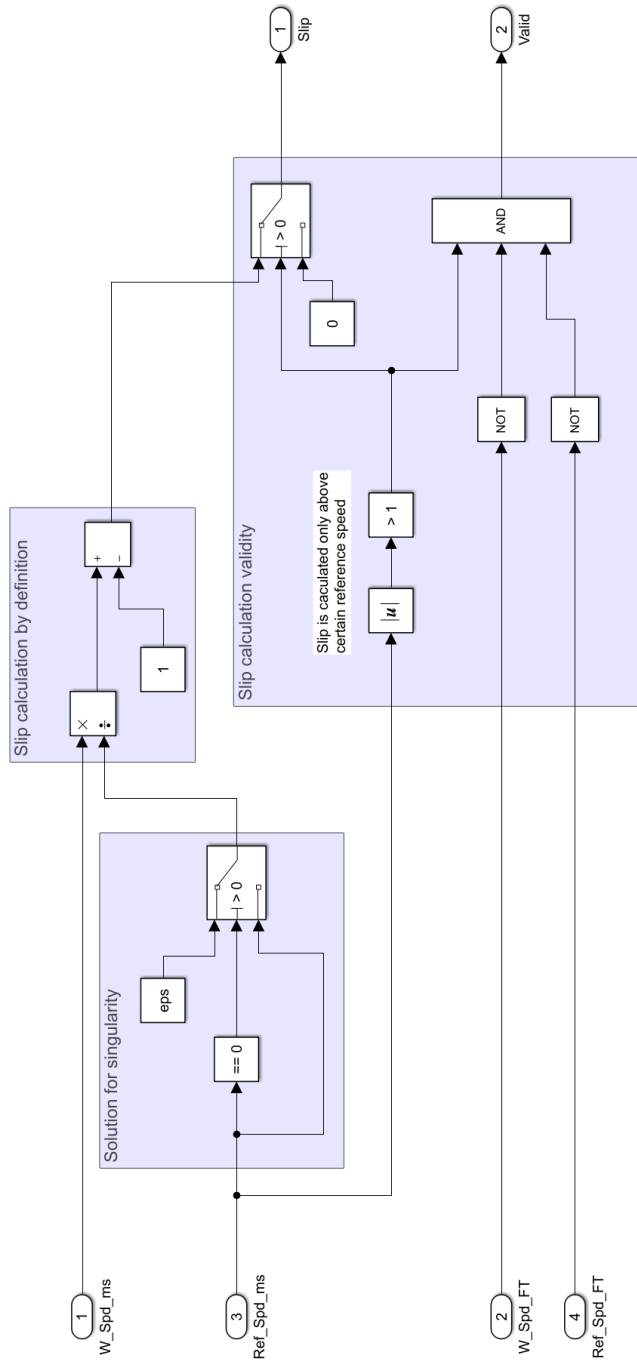 1
W_Spd_ms
3
Ref_Spd_ms
2
W_Spd_FT
4
Ref_Spd_FT
Solution for singularity
== 0
eps
> 0
Slip calculation by definition
×
÷
1
+
−
Slip calculation validity
Slip is caculated only above
certain reference speed
|u|
> 1
NOT
NOT
0
> 0
AND
1
Slip
2
Valid